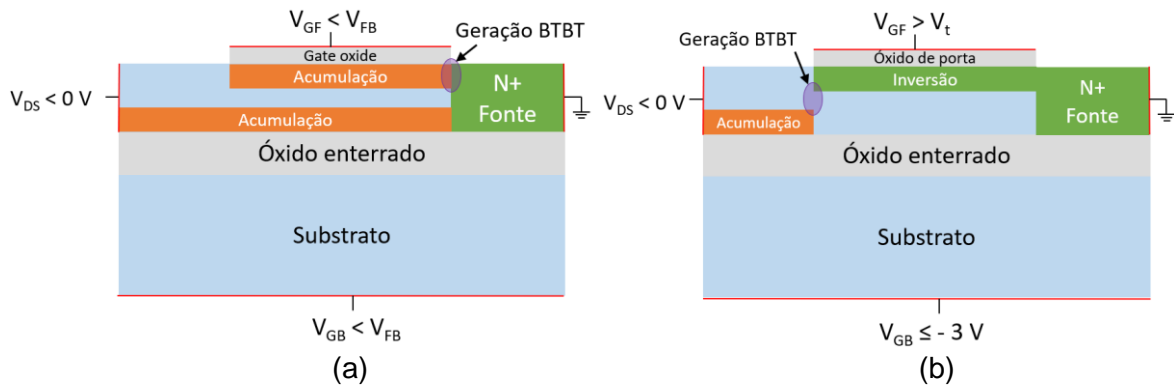 V_GF < V_FB
Geração BTBT
Gate oxide
Acumulação
N+
Fonte
V_DS < 0 V
Acumulação
Óxido enterrado
Substrato
V_GB < V_FB
(a)
V_GF > V_t
Geração BTBT
Óxido de porta
Inversão
N+
Fonte
V_DS < 0 V
Acumulação
Óxido enterrado
Substrato
V_GB ≤ - 3 V
(b)